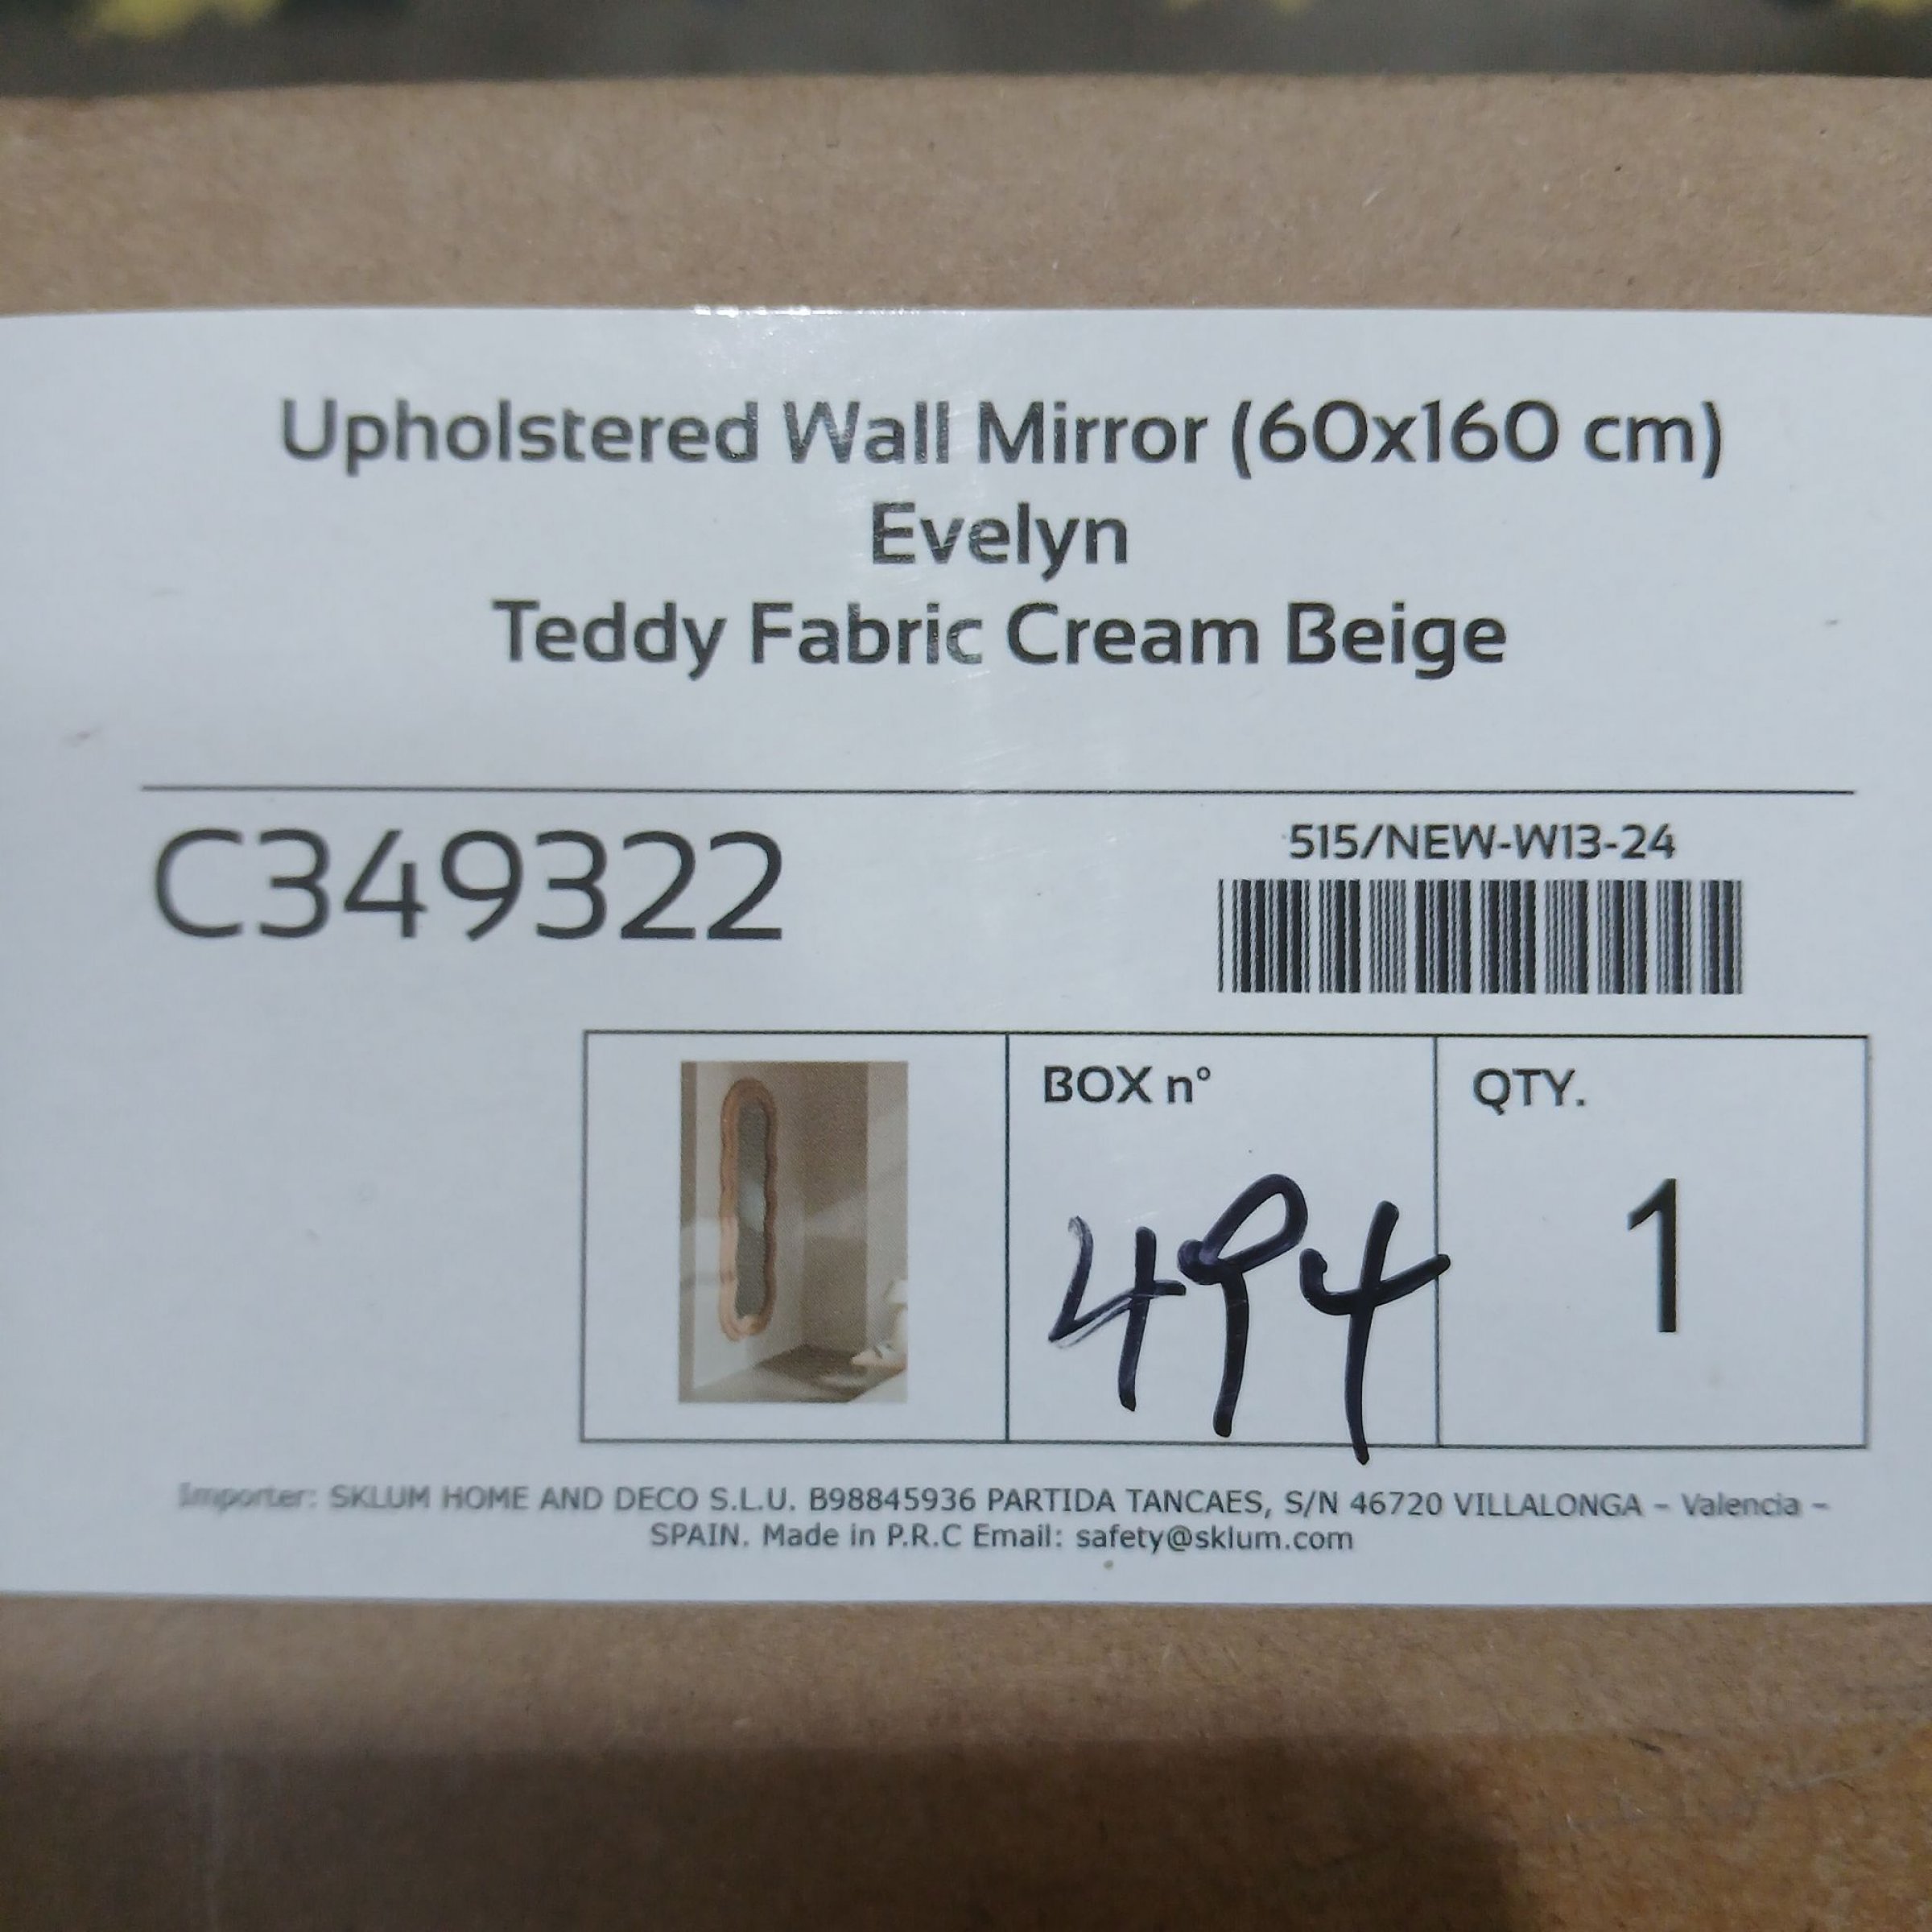 Upholstered Wall Mirror (60x160 cm)
Evelyn
Teddy Fabric Cream Beige
C349322
515/NEW-W13-24
BOX n°
QTY.
494
1
Importer: SKLUM HOME AND DECO S.L.U. B98845936 PARTIDA TANCAES, S/N 46720 VILLALONGA – Valencia –
SPAIN. Made in P.R.C Email: safety@sklum.com